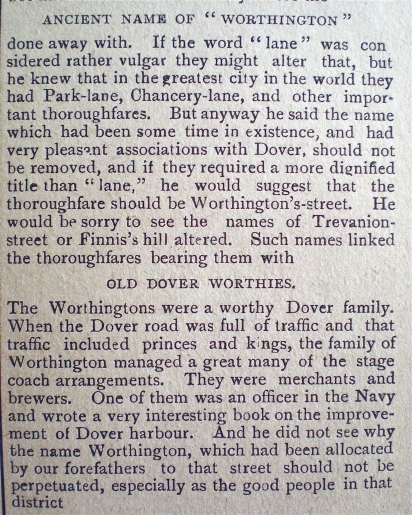 ANCIENT NAME OF "WORTHINGTON"
done away with. If the word "lane" was con
sidered rather vulgar they might alter that, but
he knew that in the greatest city in the world they
had Park-lane, Chancery-lane, and other impor-
tant thoroughfares. But anyway he said the name
which had been some time in existence, and had
very pleasant associations with Dover, should not
be removed, and if they required a more dignified
title than "lane," he would suggest that the
thoroughfare should be Worthington's-street. He
would be sorry to see the names of Trevanion-
street or Finnis's hill altered. Such names linked
the thoroughfares bearing them with
OLD DOVER WORTHIES.
The Worthingtons were a worthy Dover family.
When the Dover road was full of traffic and that
traffic included princes and kings, the family of
Worthington managed a great many of the stage
coach arrangements. They were merchants and
brewers. One of them was an officer in the Navy
and wrote a very interesting book on the improve-
ment of Dover harbour. And he did not see why
the name Worthington, which had been allocated
by our forefathers to that street should not be
perpetuated, especially as the good people in that
district